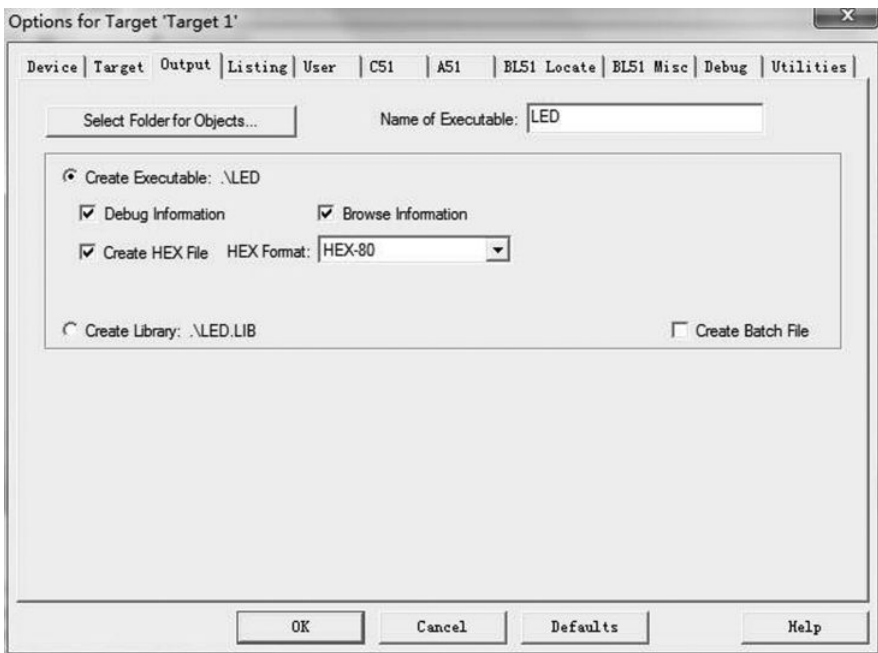 Options for Target 'Target 1'
Device Target Output Listing User C51 A51 BL51 Locate BL51 Misc Debug Utilities
Select Folder for Objects... Name of Executable: LED
Create Executable: .\LED
Debug Information Browse Information
Create HEX File HEX Format: HEX-80
Create Library: .\LED.LIB Create Batch File
OK Cancel Defaults Help